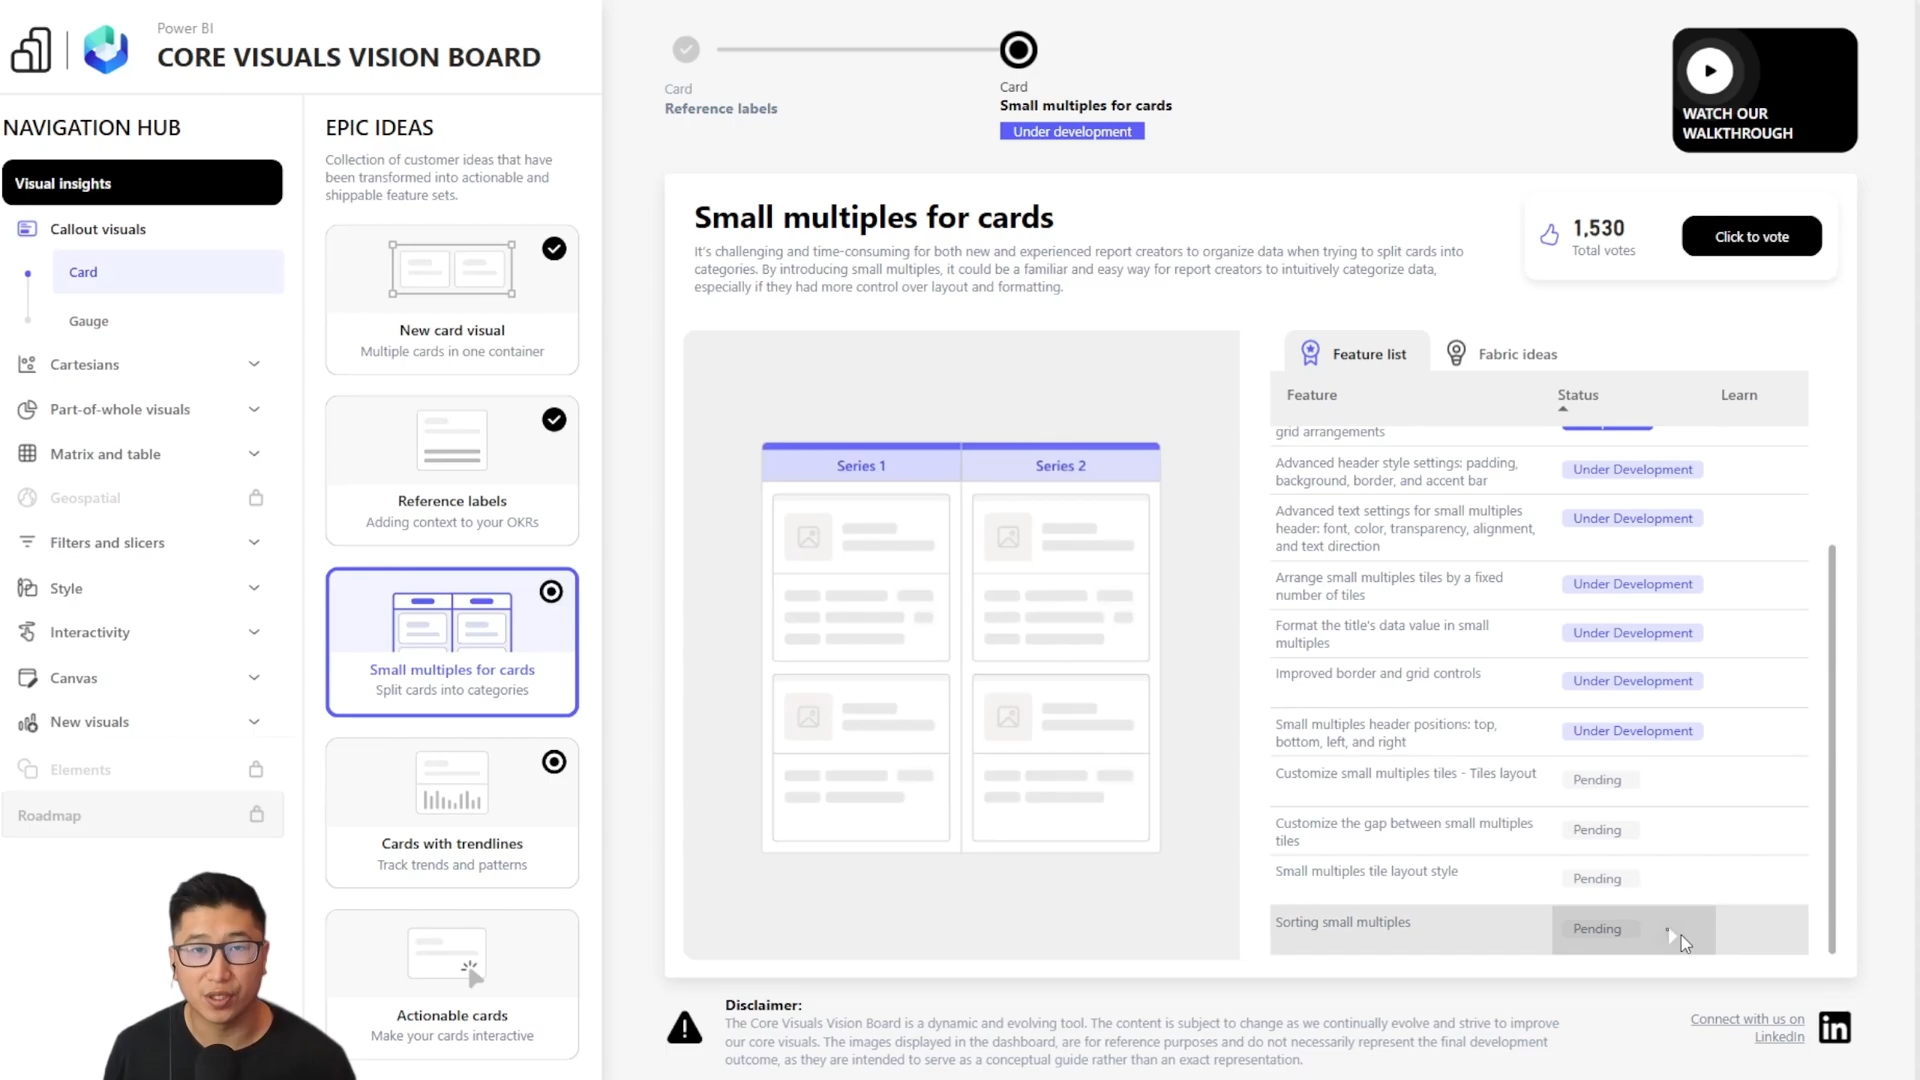 Power BI
CORE VISUALS VISION BOARD
NAVIGATION HUB
Visual insights
Callout visuals
Card
Gauge
Cartesians
Part-of-whole visuals
Matrix and table
Geospatial
Filters and slicers
Style
Interactivity
Canvas
New visuals
Elements
Roadmap
EPIC IDEAS
Collection of customer ideas that have
been transformed into actionable and
shippable feature sets.
New card visual
Multiple cards in one container
Reference labels
Adding context to your OKRs
Small multiples for cards
Split cards into categories
Cards with trendlines
Track trends and patterns
Actionable cards
Make your cards interactive
Card
Reference labels
Card
Small multiples for cards
Under development
WATCH OUR
WALKTHROUGH
Small multiples for cards
It's challenging and time-consuming for both new and experienced report creators to organize data when trying to split cards into
categories. By introducing small multiples, it could be a familiar and easy way for report creators to intuitively categorize data,
especially if they had more control over layout and formatting.
1,530
Total votes
Click to vote
Series 1
Series 2
Feature list
Fabric ideas
Feature
Status
Learn
grid arrangements
Advanced header style settings: padding,
background, border, and accent bar
Under Development
Advanced text settings for small multiples
header: font, color, transparency, alignment,
and text direction
Under Development
Arrange small multiples tiles by a fixed
number of tiles
Under Development
Format the title's data value in small
multiples
Under Development
Improved border and grid controls
Under Development
Small multiples header positions: top,
bottom, left, and right
Under Development
Customize small multiples tiles - Tiles layout
Pending
Customize the gap between small multiples
tiles
Pending
Small multiples tile layout style
Pending
Sorting small multiples
Pending
Disclaimer:
The Core Visuals Vision Board is a dynamic and evolving tool. The content is subject to change as we continually evolve and strive to improve
our core visuals. The images displayed in the dashboard, are for reference purposes and do not necessarily represent the final development
outcome, as they are intended to serve as a conceptual guide rather than an exact representation.
Connect with us on
LinkedIn
in